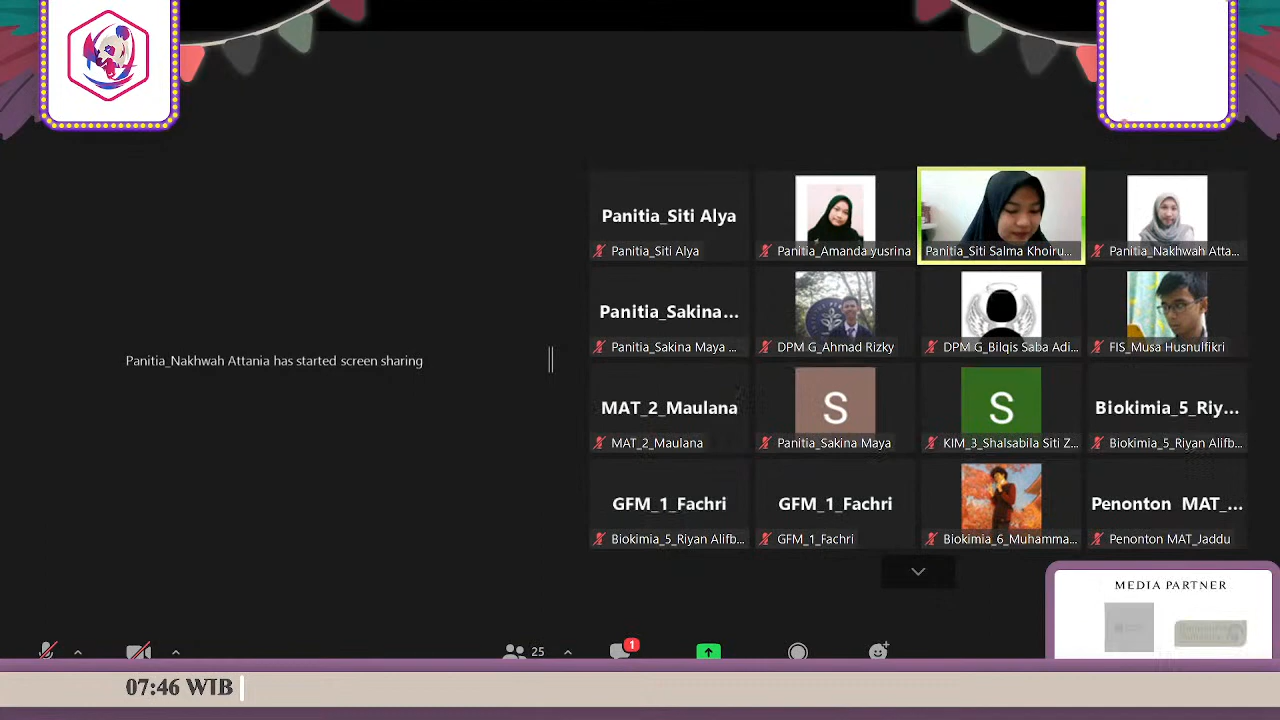 Panitia_Nakhwah Attania has started screen sharing
Panitia_Siti Alya
Panitia_Siti Alya
Panitia_Amanda yusrina
Panitia_Siti Salma Khoiru...
Panitia_Nakhwah Atta...
Panitia_Sakina...
Panitia_Sakina Maya ...
DPM G_Ahmad Rizky
DPM G_Bilqis Saba Adi...
FIS_Musa Husnulfikri
MAT_2_Maulana
MAT_2_Maulana
S
Panitia_Sakina Maya
S
KIM_3_Shalsabila Siti Z...
Biokimia_5_Riy...
Biokimia_5_Riyan Alifb...
GFM_1_Fachri
Biokimia_5_Riyan Alifb...
GFM_1_Fachri
GFM_1_Fachri
Biokimia_6_Muhamma...
Penonton MAT_...
Penonton MAT_Jaddu
25
1
MEDIA PARTNER
07:46 WIB